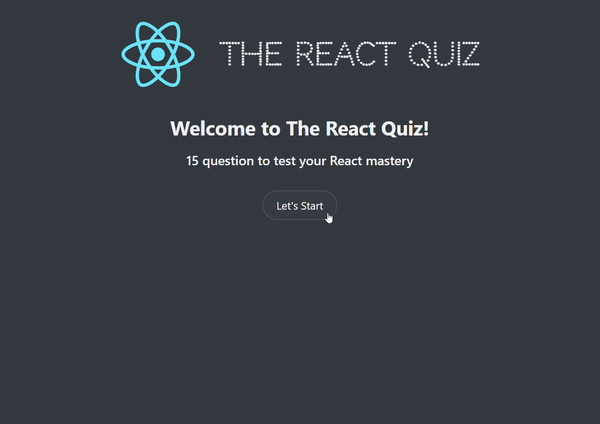 THE REACT QUIZ
Welcome to The React Quiz!
15 question to test your React mastery
Let's Start